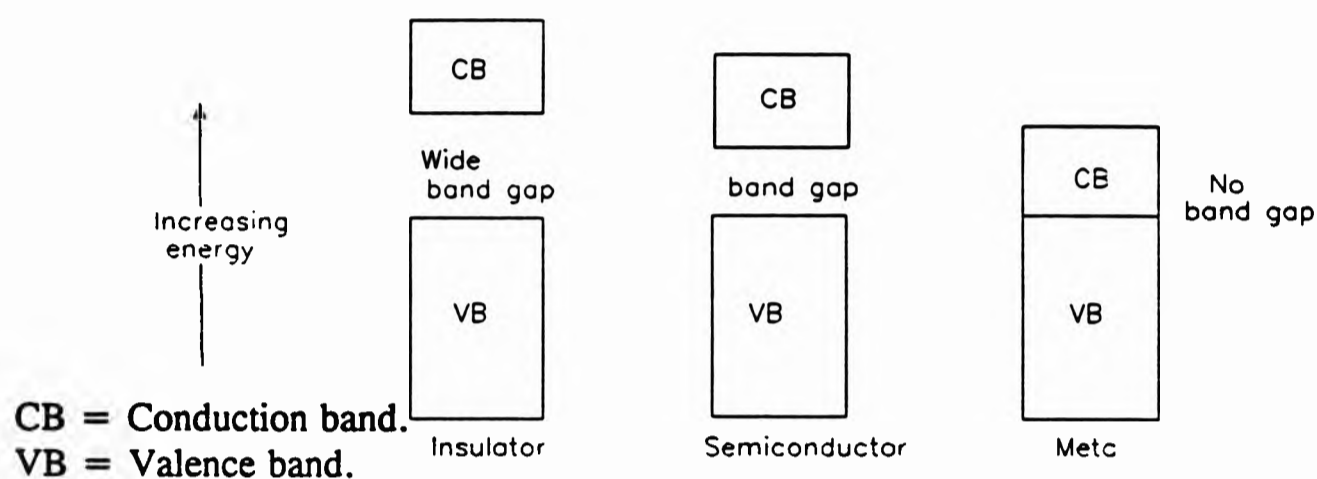 CB
Wide
band gap
VB
Insulator
CB
band gap
VB
Semiconductor
CB
No
band gap
VB
Metc
Increasing
energy
CB = Conduction band.
VB = Valence band.